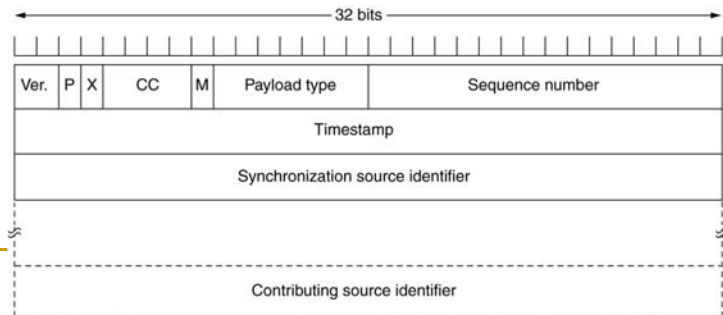 32 bits
Ver. P X CC M Payload type Sequence number
Timestamp
Synchronization source identifier
Contributing source identifier